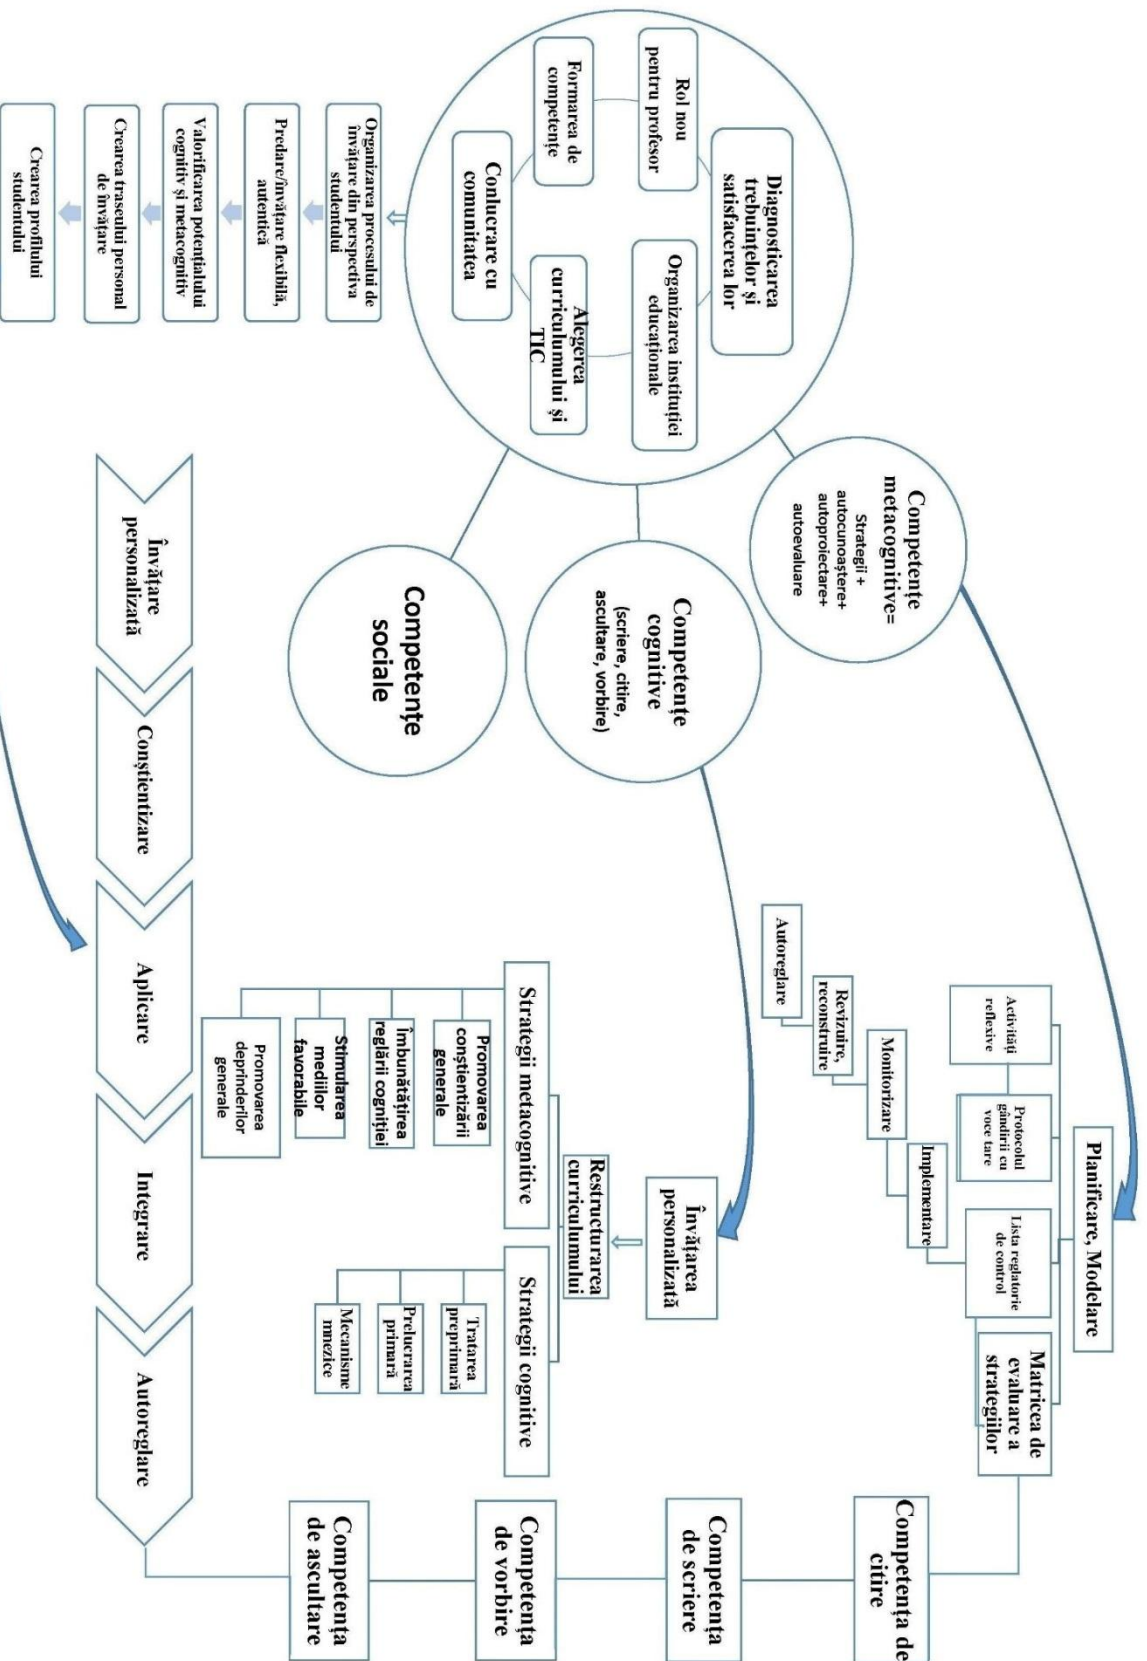 Diagnosticarea
trebuințelor și
satisfacerea lor
Rol nou
pentru profesor
Organizarea instituției
educaționale
Formarea de
competențe
Alegerea
curriculumului și
TIC
Conlucrare cu
comunitatea
Organizarea procesului de
învățare din perspectiva
studentului
Predare/învățare flexibilă,
autentică
Valorificarea potențialului
cognitiv și metacognitiv
Crearea traseului personal
de învățare
Crearea profilului
studentului
Competențe
metacognitive=
Strategii +
autocunoaștere+
autoproiectare+
autoevaluare
Competențe
cognitive
(scriere, citire,
ascultare, vorbire)
Competențe
sociale
Planificare, Modelare
Activități
reflexive
Protocolul
gândirii cu
voce tare
Lista reglatorie
de control
Matricea de
evaluare a
strategiilor
Implementare
Monitorizare
Revizuire,
reconstruire
Autoreglare
Învățarea
personalizată
Restructurarea
curriculumului
Strategii metacognitive
Promovarea
conștientizării
generale
Îmbunătățirea
reglării cogniției
Stimularea
mediilor
favorabile
Promovarea
deprinderilor
generale
Strategii cognitive
Tratarea
preprimară
Prelucrarea
primară
Mecanisme
mnezice
Competența de
citire
Competența
de scriere
Competența
de vorbire
Competența
de ascultare
Învățare
personalizată
Conștientizare
Aplicare
Integrare
Autoreglare